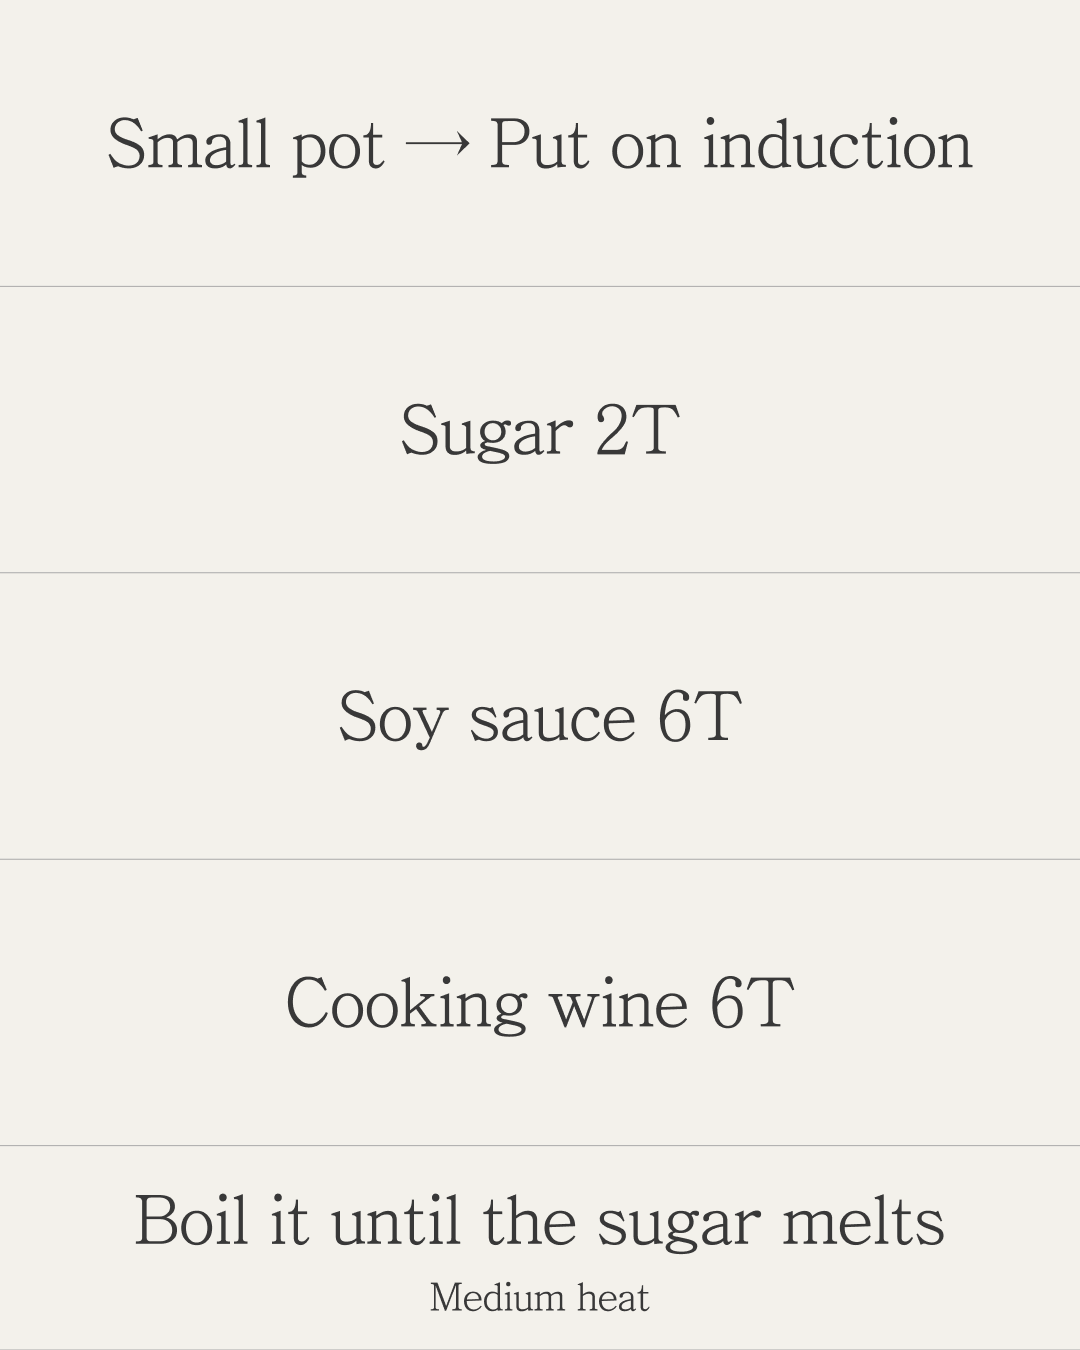 Small pot → Put on induction
Sugar 2T
Soy sauce 6T
Cooking wine 6T
Boil it until the sugar melts
Medium heat